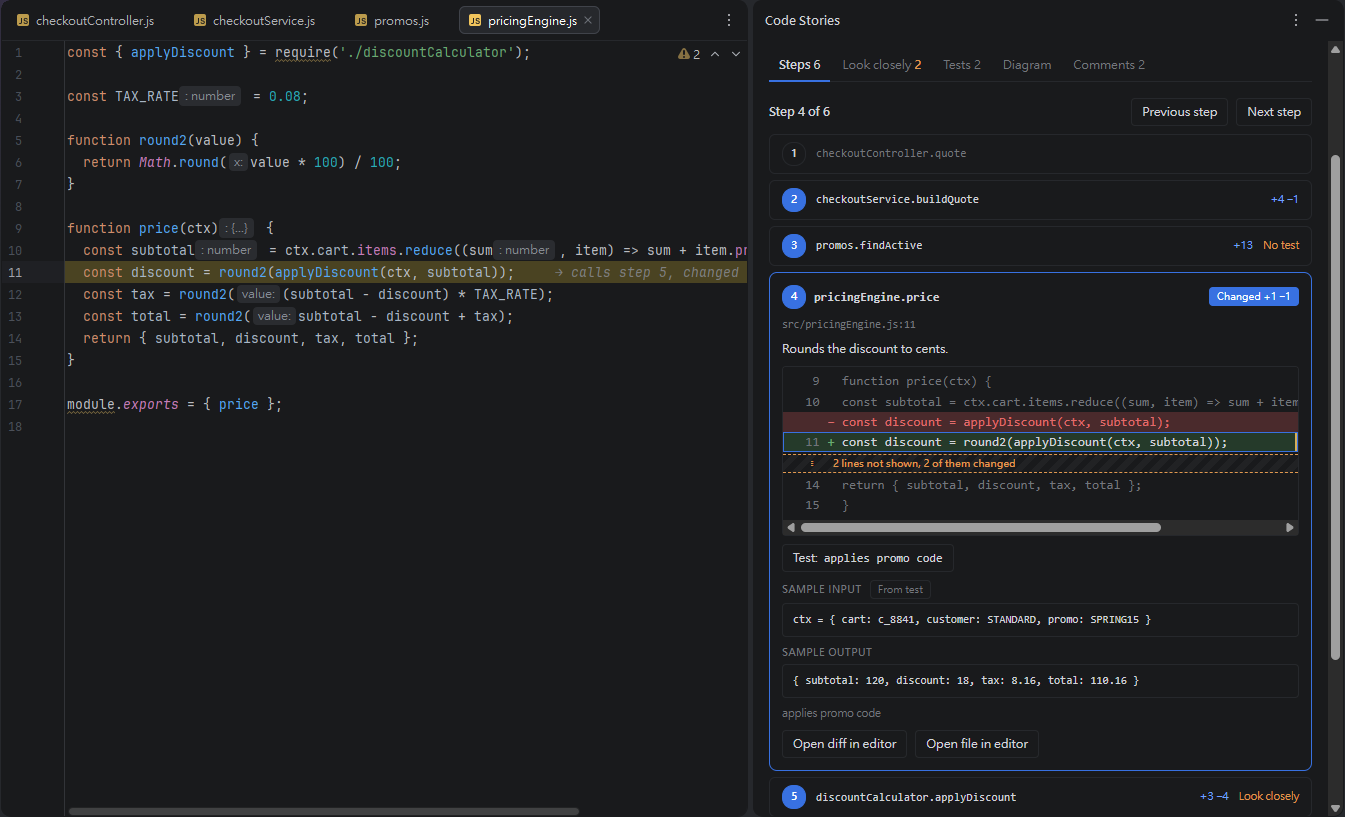 JS checkoutController.js JS checkoutService.js JS promos.js JS pricingEngine.js ×
1 const { applyDiscount } = require('./discountCalculator'); 2
2
3 const TAX_RATE : number = 0.08;
4
5 function round2(value) {
6 return Math.round( x: value * 100) / 100;
7 }
8
9 function price(ctx) : {...} {
10 const subtotal : number = ctx.cart.items.reduce((sum : number , item) => sum + item.pr
11 const discount = round2(applyDiscount(ctx, subtotal)); → calls step 5, changed
12 const tax = round2( value: (subtotal - discount) * TAX_RATE);
13 const total = round2( value: subtotal - discount + tax);
14 return { subtotal, discount, tax, total };
15 }
16
17 module.exports = { price };
18
Code Stories
Steps 6 Look closely 2 Tests 2 Diagram Comments 2
Step 4 of 6 Previous step Next step
1 checkoutController.quote
2 checkoutService.buildQuote +4 −1
3 promos.findActive +13 No test
4 pricingEngine.price Changed +1 −1
src/pricingEngine.js:11
Rounds the discount to cents.
9 function price(ctx) {
10 const subtotal = ctx.cart.items.reduce((sum, item) => sum + item
- const discount = applyDiscount(ctx, subtotal);
11 + const discount = round2(applyDiscount(ctx, subtotal));
⋮ 2 lines not shown, 2 of them changed
14 return { subtotal, discount, tax, total };
15 }
Test: applies promo code
SAMPLE INPUT From test
ctx = { cart: c_8841, customer: STANDARD, promo: SPRING15 }
SAMPLE OUTPUT
{ subtotal: 120, discount: 18, tax: 8.16, total: 110.16 }
applies promo code
Open diff in editor Open file in editor
5 discountCalculator.applyDiscount +3 −4 Look closely